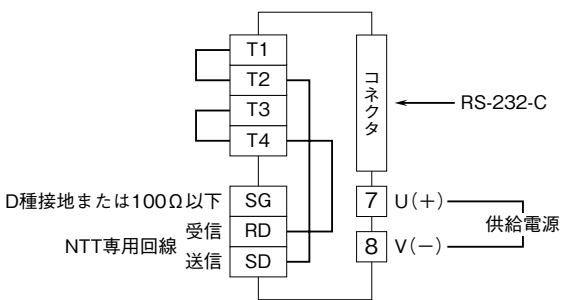 T1
T2
T3
T4
コネクタ
RS-232-C
D種接地または100Ω以下
SG
受信
RD
NTT専用回線
送信
SD
7
U(+)
供給電源
8
V(−)